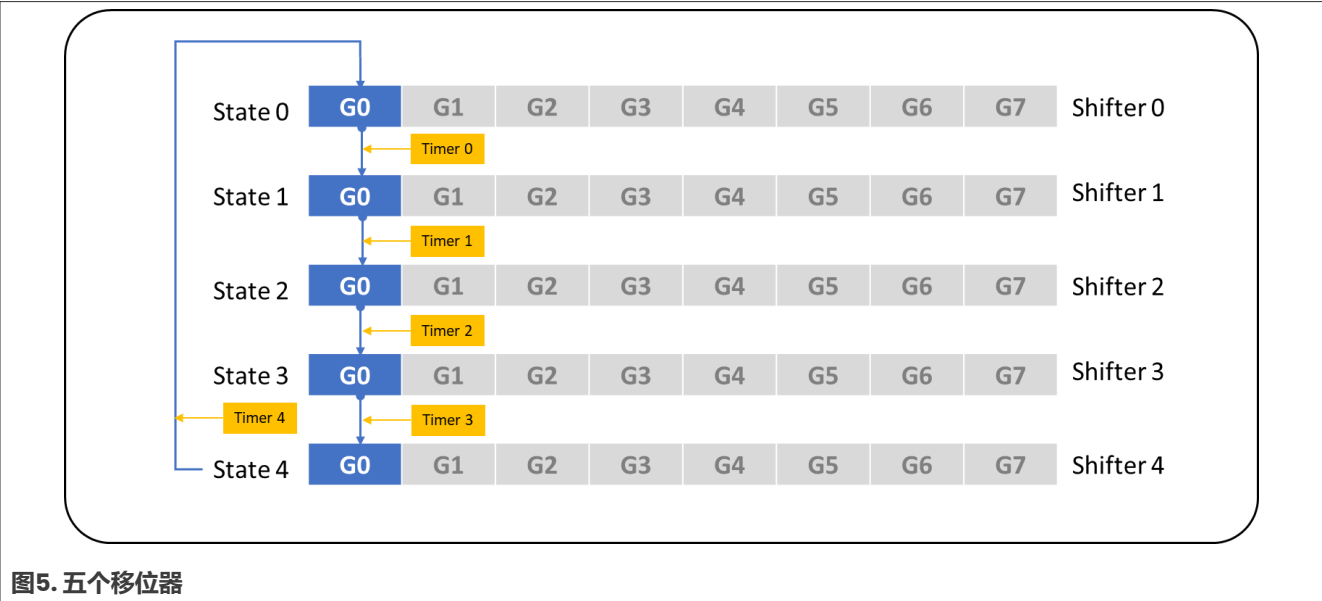 State 0 G0 G1 G2 G3 G4 G5 G6 G7 Shifter 0
Timer 0
State 1 G0 G1 G2 G3 G4 G5 G6 G7 Shifter 1
Timer 1
State 2 G0 G1 G2 G3 G4 G5 G6 G7 Shifter 2
Timer 2
State 3 G0 G1 G2 G3 G4 G5 G6 G7 Shifter 3
Timer 4 Timer 3
State 4 G0 G1 G2 G3 G4 G5 G6 G7 Shifter 4
图5. 五个移位器